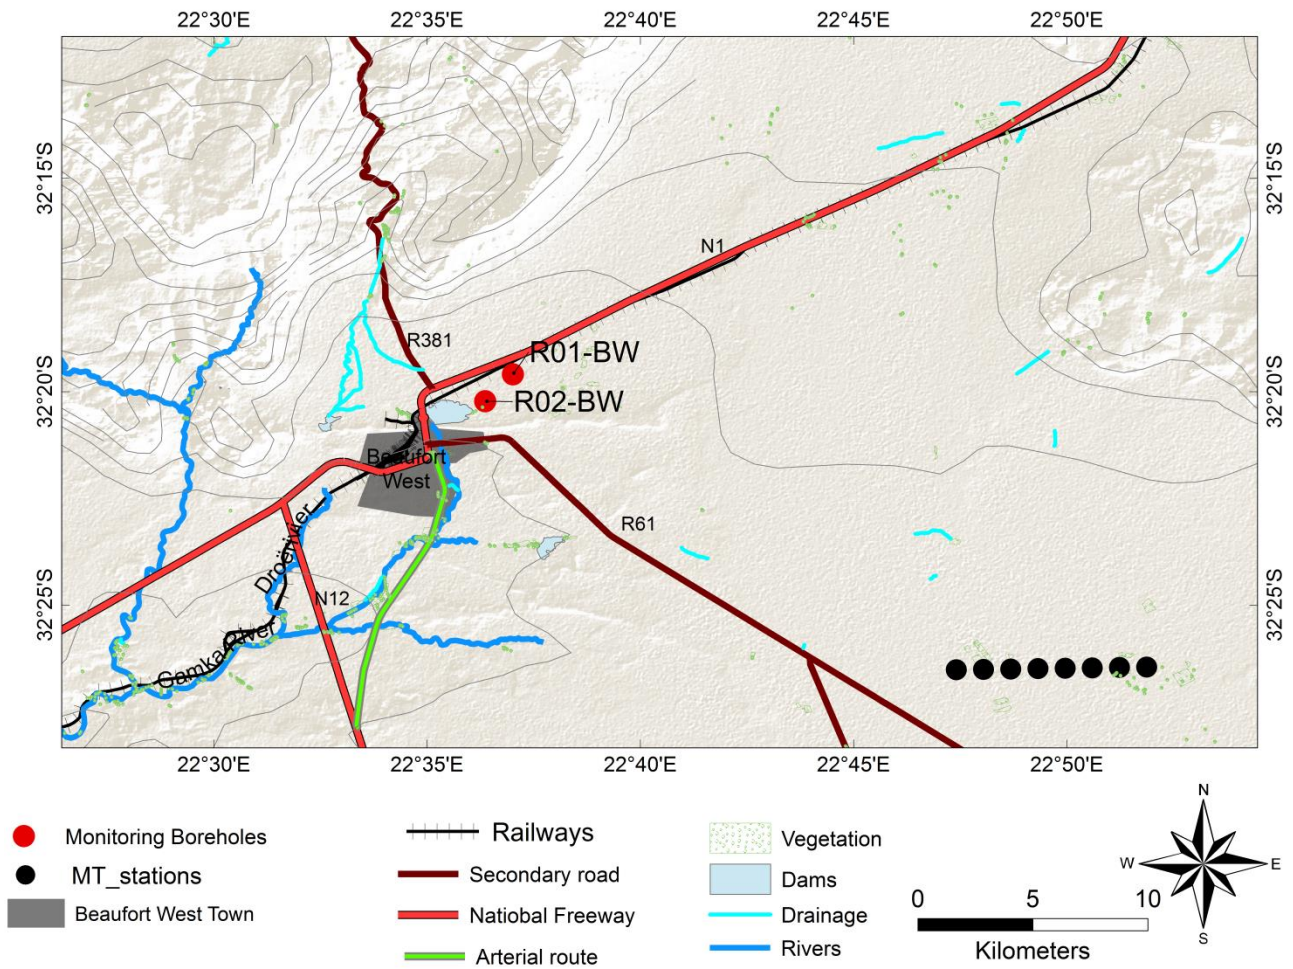 22°30'E 22°35'E 22°40'E 22°45'E 22°50'E
32°15'S 32°15'S
N1
R381
R01-BW
32°20'S 32°20'S
R02-BW
Beaufort
West
R61
Droërivier
N12
32°25'S 32°25'S
Gamka River
22°30'E 22°35'E 22°40'E 22°45'E 22°50'E
N
W E
S
Monitoring Boreholes
MT_stations
Beaufort West Town
Railways
Secondary road
Natiobal Freeway
Arterial route
Vegetation
Dams
Drainage
Rivers
0 5 10
Kilometers